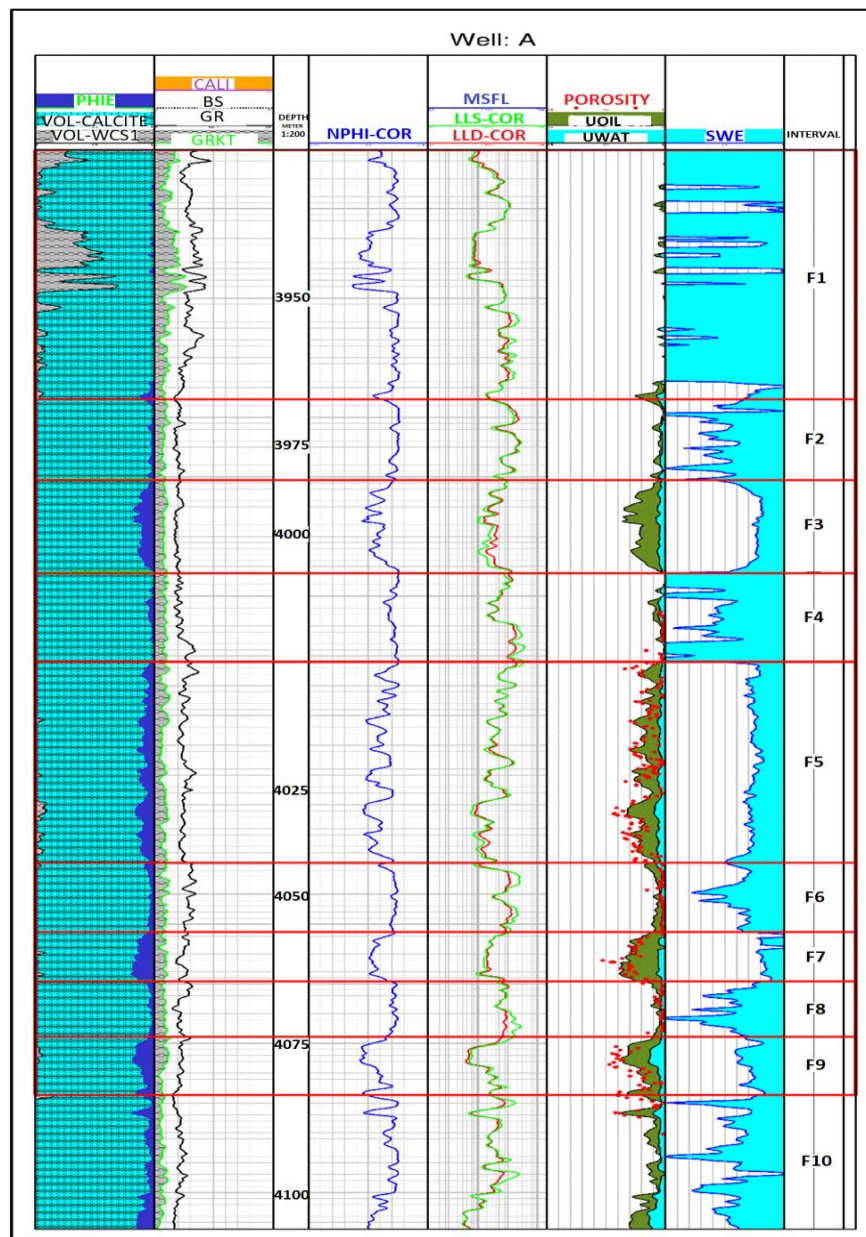 Well: A
CALI
PHIE
BS
MSFL
POROSITY
VOL-CALCITE
GR
DEPTH
METER
1:200
LLS-COR
UOIL
VOL-WCS1
GRKT
NPHI-COR
LLD-COR
UWAT
SWE
INTERVAL
3950
F1
3975
F2
4000
F3
F4
4025
F5
4050
F6
F7
F8
4075
F9
F10
4100